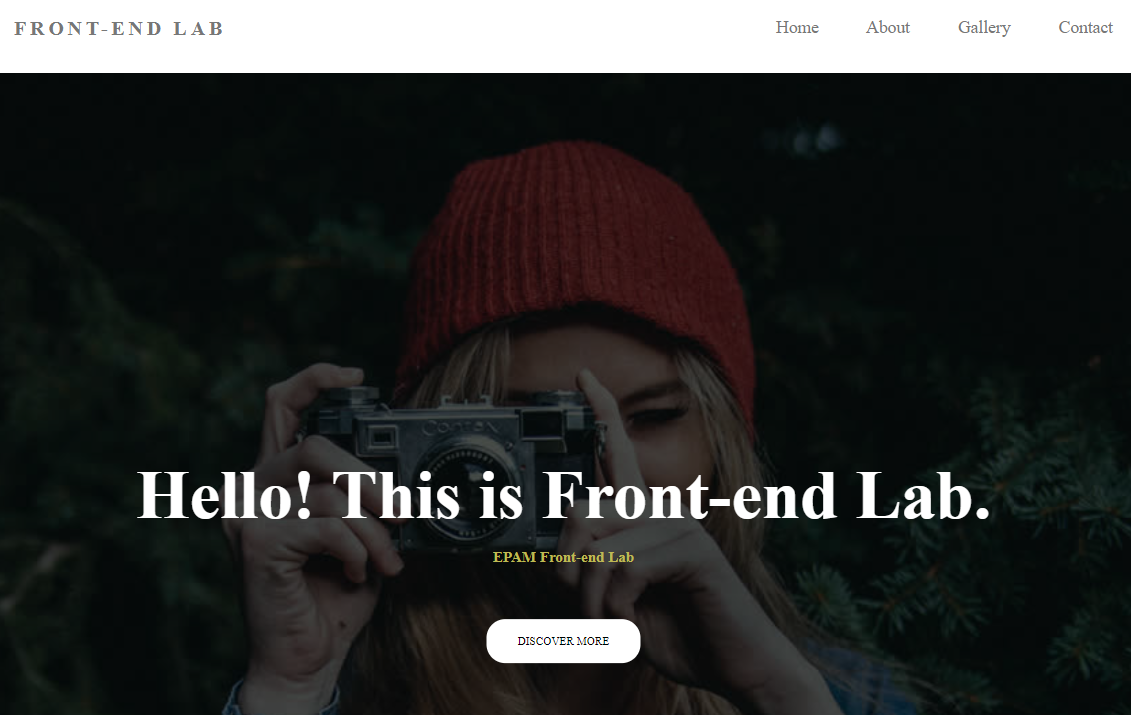 FRONT-END LAB
Home About Gallery Contact
Contax
Hello! This is Front-end Lab.
EPAM Front-end Lab
DISCOVER MORE